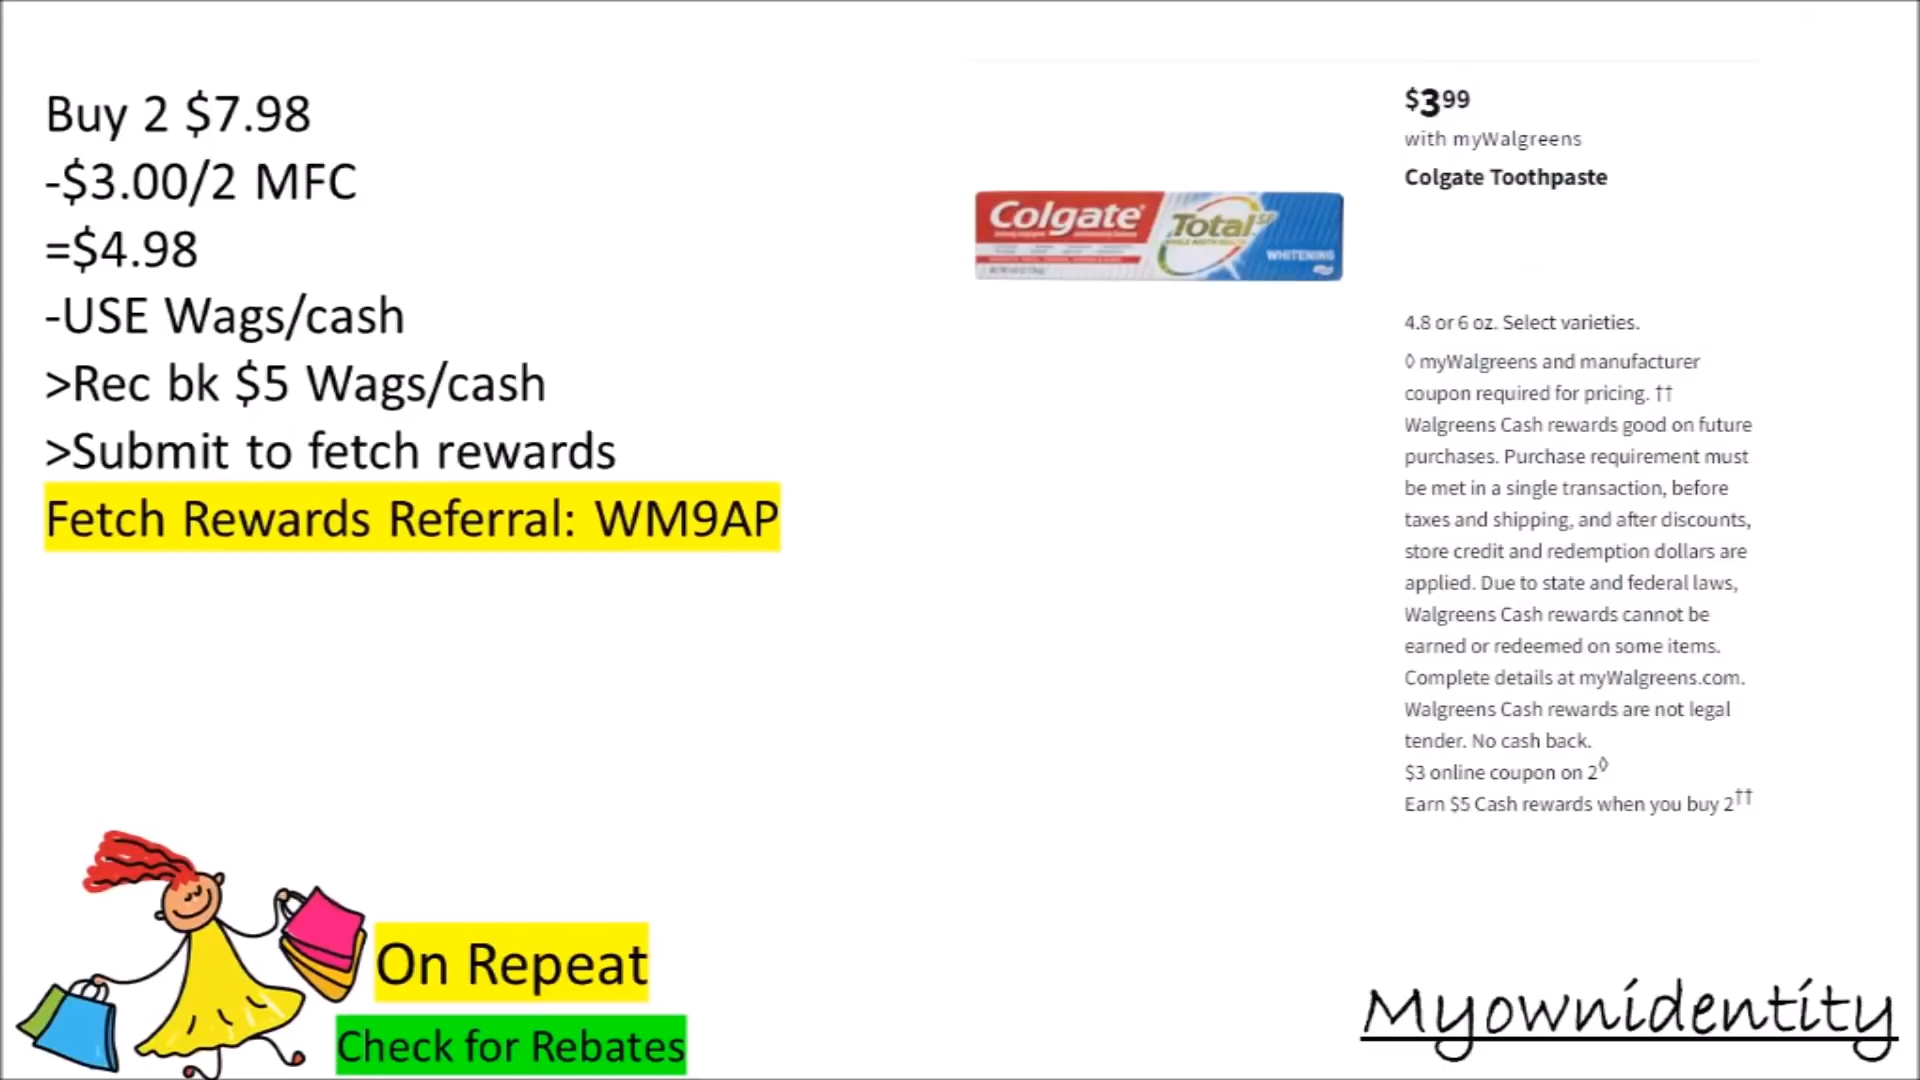 Buy 2 $7.98
-$3.00/2 MFC
=$4.98
-USE Wags/cash
>Rec bk $5 Wags/cash
>Submit to fetch rewards
Fetch Rewards Referral: WM9AP
On Repeat
Check for Rebates
Colgate
Total SF
WHITENING
$3 99
with myWalgreens
Colgate Toothpaste
4.8 or 6 oz. Select varieties.
◊ myWalgreens and manufacturer
coupon required for pricing. ††
Walgreens Cash rewards good on future
purchases. Purchase requirement must
be met in a single transaction, before
taxes and shipping, and after discounts,
store credit and redemption dollars are
applied. Due to state and federal laws,
Walgreens Cash rewards cannot be
earned or redeemed on some items.
Complete details at myWalgreens.com.
Walgreens Cash rewards are not legal
tender. No cash back.
$3 online coupon on 2◊
Earn $5 Cash rewards when you buy 2††
Myownidentity